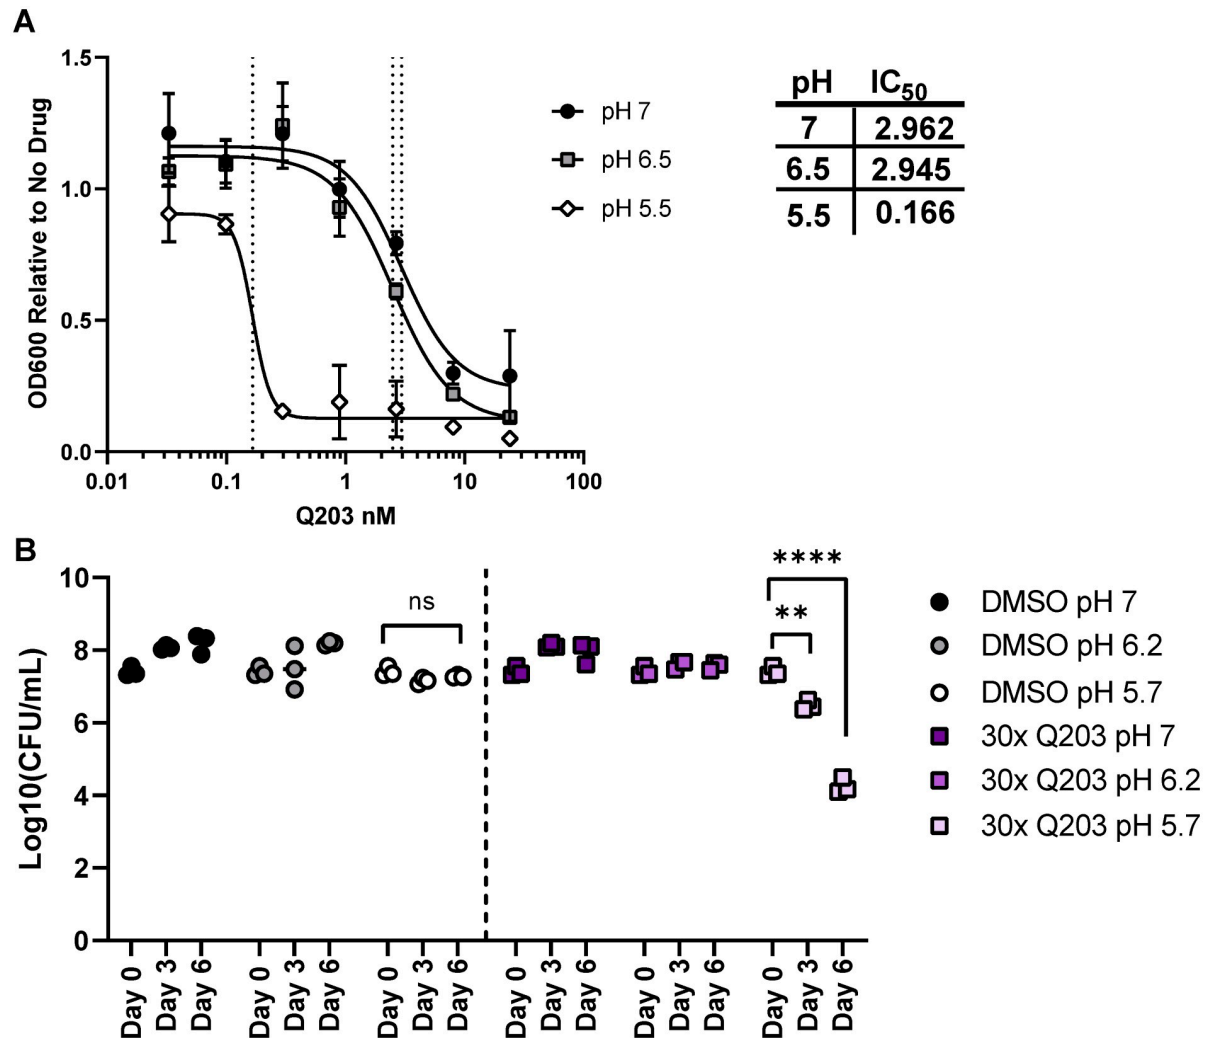 A
1.5
1.0
0.5
0.0
OD600 Relative to No Drug
0.01 0.1 1 10 100
Q203 nM
pH 7
pH 6.5
pH 5.5
pH IC50
7 2.962
6.5 2.945
5.5 0.166
B
10
8
6
4
2
0
Log10(CFU/mL)
ns
****
**
Day 0 Day 3 Day 6 Day 0 Day 3 Day 6 Day 0 Day 3 Day 6 Day 0 Day 3 Day 6 Day 0 Day 3 Day 6 Day 0 Day 3 Day 6
DMSO pH 7
DMSO pH 6.2
DMSO pH 5.7
30x Q203 pH 7
30x Q203 pH 6.2
30x Q203 pH 5.7